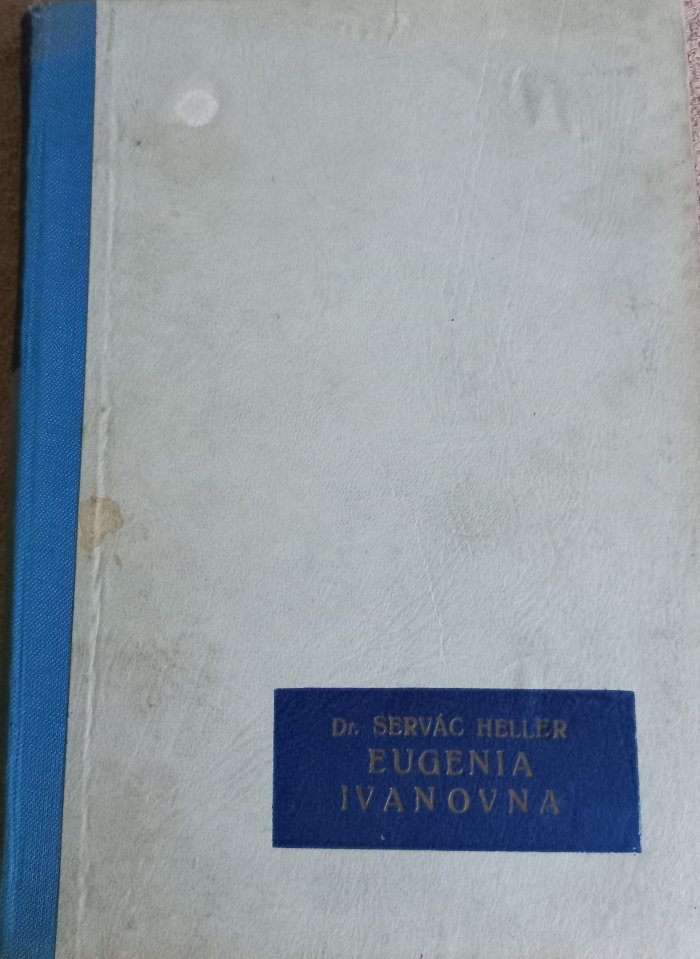 Dr. SERVÁC HELLER
EUGENIA
IVANOVNA